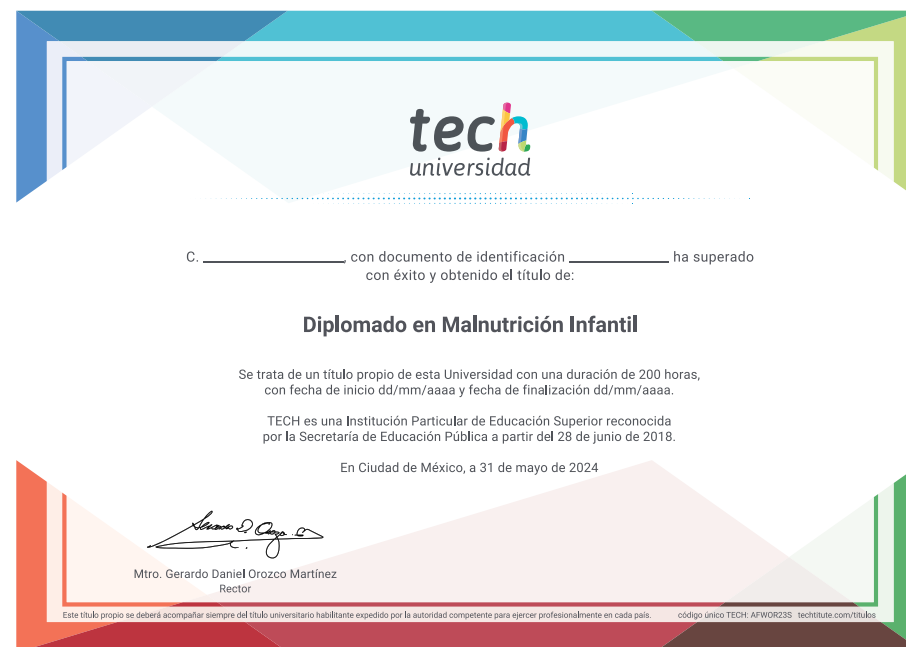 tech
universidad
C. ____________, con documento de identificación ____________ ha superado
con éxito y obtenido el título de:
Diplomado en Malnutrición Infantil
Se trata de un título propio de esta Universidad con una duración de 200 horas,
con fecha de inicio dd/mm/aaaa y fecha de finalización dd/mm/aaaa.
TECH es una Institución Particular de Educación Superior reconocida
por la Secretaría de Educación Pública a partir del 28 de junio de 2018.
En Ciudad de México, a 31 de mayo de 2024
Mtro. Gerardo Daniel Orozco Martínez
Rector
Este título propio se deberá acompañar siempre del título universitario habilitante expedido por la autoridad competente para ejercer profesionalmente en cada país. código único TECH: AFWOR23S techtitute.com/titulos